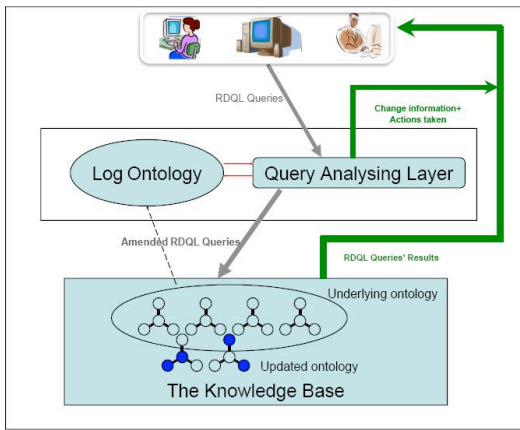 RDQL Queries
Change information+
Actions taken
Log Ontology
Query Analysing Layer
Amended RDQL Queries
RDQL Queries' Results
Underlying ontology
Updated ontology
The Knowledge Base